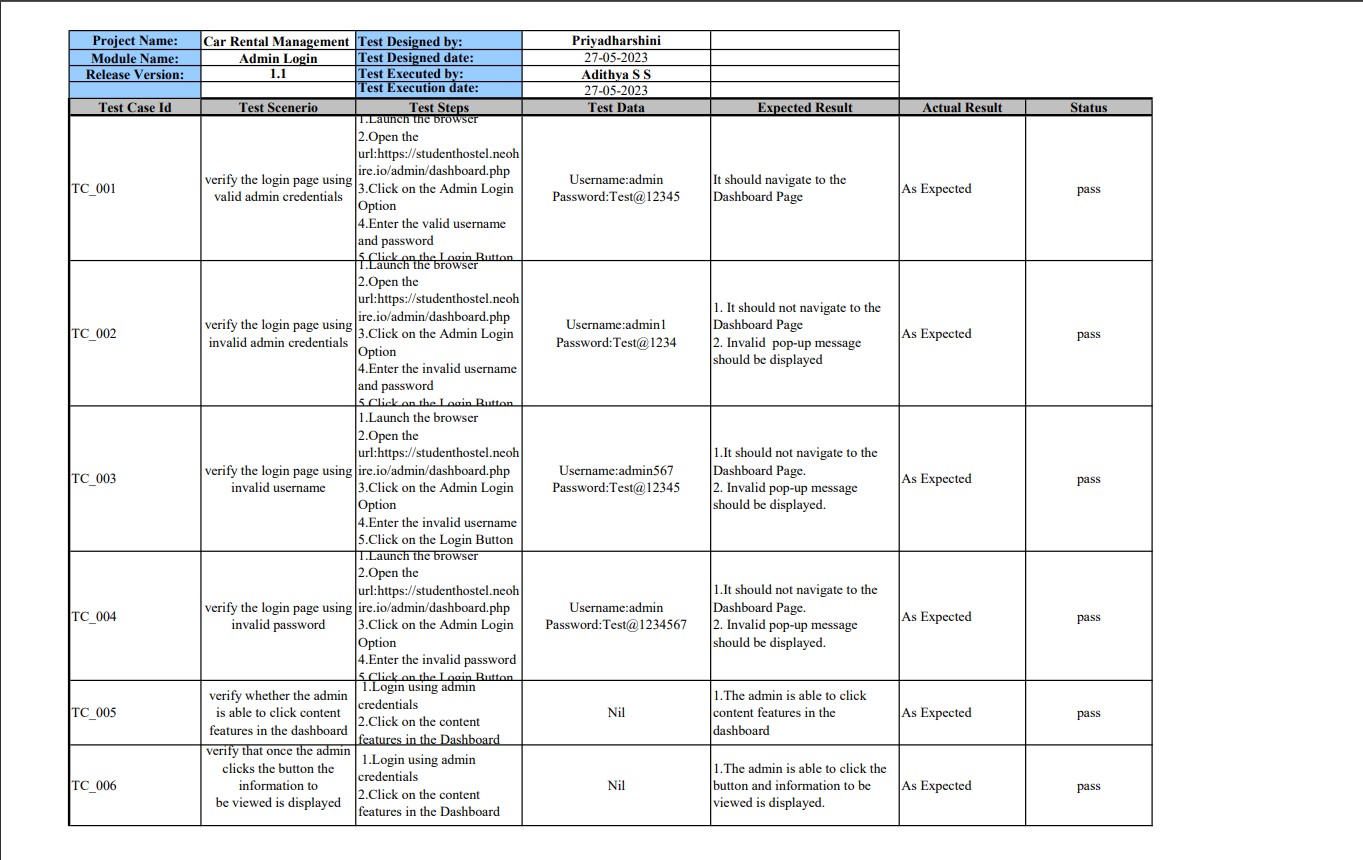 Project Name: Car Rental Management Test Designed by: Priyadharshini
Module Name: Admin Login Test Designed date: 27-05-2023
Release Version: 1.1 Test Executed by: Adithya S S
Test Execution date: 27-05-2023
Test Case Id Test Scenerio Test Steps Test Data Expected Result Actual Result Status
TC_001
verify the login page using
valid admin credentials
1.Launch the browser
2.Open the
url:https://studenthostel.neoh
ire.io/admin/dashboard.php
3.Click on the Admin Login
Option
4.Enter the valid username
and password
5.Click on the Login Button
Username:admin
Password:Test@12345
It should navigate to the
Dashboard Page
As Expected
pass
TC_002
verify the login page using
invalid admin credentials
1.Launch the browser
2.Open the
url:https://studenthostel.neoh
ire.io/admin/dashboard.php
3.Click on the Admin Login
Option
4.Enter the invalid username
and password
5.Click on the Login Button
Username:admin1
Password:Test@1234
1. It should not navigate to the
Dashboard Page
2. Invalid  pop-up message
should be displayed
As Expected
pass
TC_003
verify the login page using
invalid username
1.Launch the browser
2.Open the
url:https://studenthostel.neoh
ire.io/admin/dashboard.php
3.Click on the Admin Login
Option
4.Enter the invalid username
5.Click on the Login Button
Username:admin567
Password:Test@12345
1.It should not navigate to the
Dashboard Page.
2. Invalid pop-up message
should be displayed.
As Expected
pass
TC_004
verify the login page using
invalid password
1.Launch the browser
2.Open the
url:https://studenthostel.neoh
ire.io/admin/dashboard.php
3.Click on the Admin Login
Option
4.Enter the invalid password
5.Click on the Login Button
Username:admin
Password:Test@1234567
1.It should not navigate to the
Dashboard Page.
2. Invalid pop-up message
should be displayed.
As Expected
pass
TC_005
verify whether the admin
is able to click content
features in the dashboard
1.Login using admin
credentials
2.Click on the content
features in the Dashboard
Nil
1.The admin is able to click
content features in the
dashboard
As Expected
pass
TC_006
verify that once the admin
clicks the button the
information to
be viewed is displayed
1.Login using admin
credentials
2.Click on the content
features in the Dashboard
Nil
1.The admin is able to click the
button and information to be
viewed is displayed.
As Expected
pass